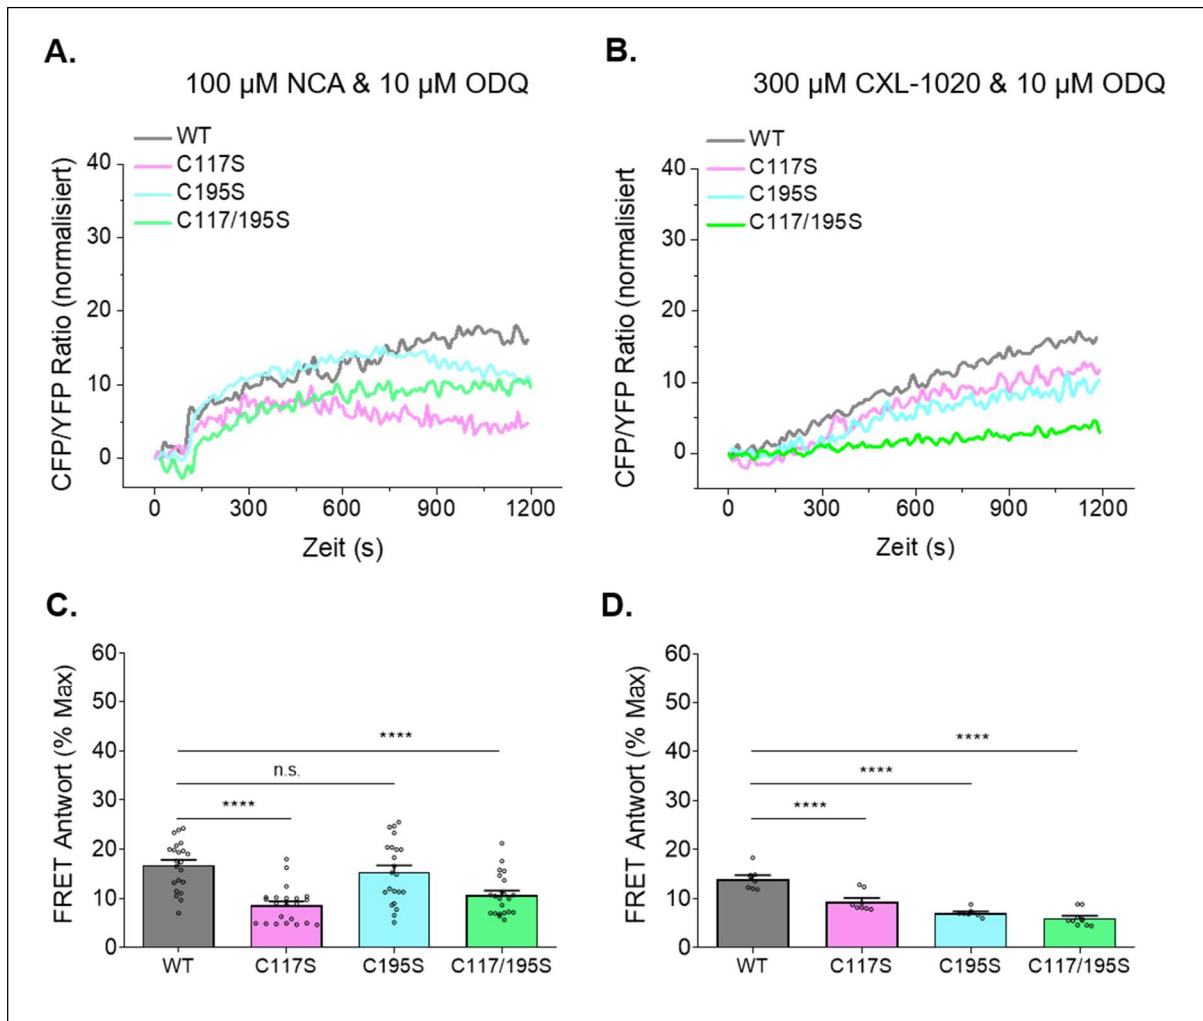 A.
100 µM NCA & 10 µM ODQ
WT
C117S
C195S
C117/195S
CFP/YFP Ratio (normalisiert)
40
30
20
10
0
0 300 600 900 1200
Zeit (s)
B.
300 µM CXL-1020 & 10 µM ODQ
WT
C117S
C195S
C117/195S
CFP/YFP Ratio (normalisiert
40
30
20
10
0
0 300 600 900 1200
Zeit (s)
C.
FRET Antwort (% Max)
60
50
40
30
20
10
0
****
n.s.
****
WT C117S C195S C117/195S
D.
FRET Antwort (% Max)
60
50
40
30
20
10
0
****
****
****
WT C117S C195S C117/195S